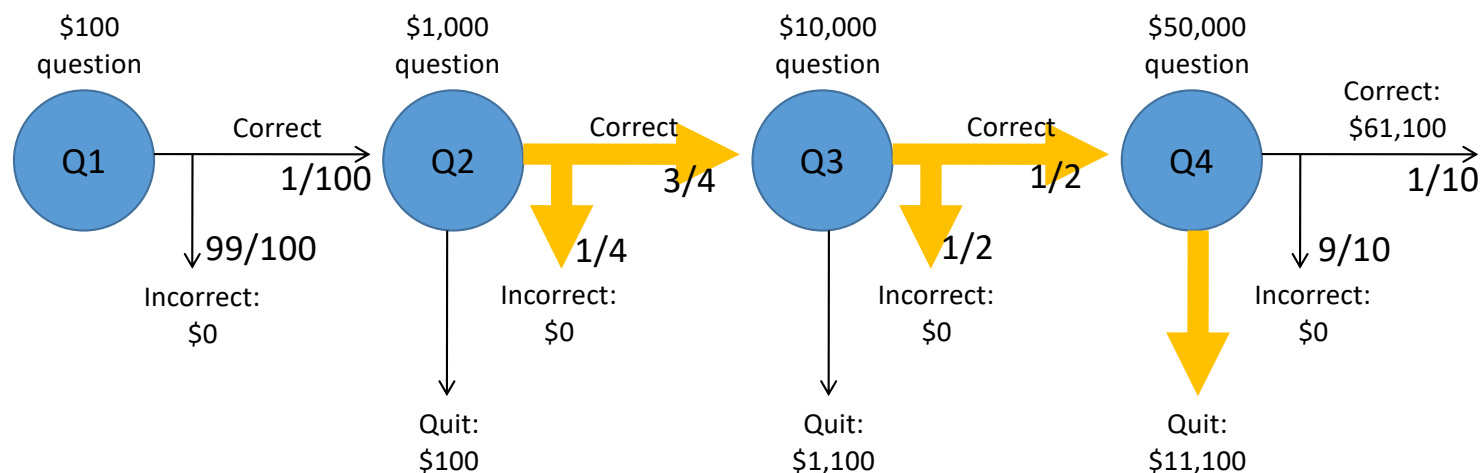 $100
question
$1,000
question
$10,000
question
$50,000
question
Q1
Correct
1/100
99/100
Incorrect:
$0
Q2
Correct
3/4
1/4
Incorrect:
$0
Quit:
$100
Q3
Correct
1/2
1/2
Incorrect:
$0
Quit:
$1,100
Q4
Correct:
$61,100
1/10
9/10
Incorrect:
$0
Quit:
$11,100